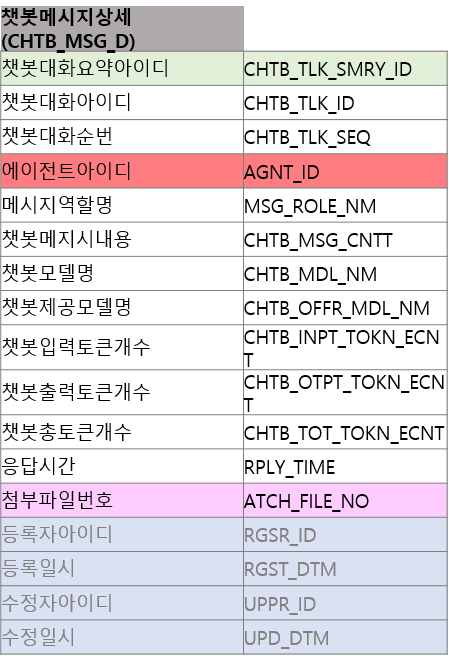 챗봇메시지상세
(CHTB_MSG_D)
챗봇대화요약아이디 CHTB_TLK_SMRY_ID
챗봇대화아이디 CHTB_TLK_ID
챗봇대화순번 CHTB_TLK_SEQ
에이전트아이디 AGNT_ID
메시지역할명 MSG_ROLE_NM
챗봇메지시내용 CHTB_MSG_CNTT
챗봇모델명 CHTB_MDL_NM
챗봇제공모델명 CHTB_OFFR_MDL_NM
챗봇입력토큰개수 CHTB_INPT_TOKN_ECN
T
챗봇출력토큰개수 CHTB_OTPT_TOKN_ECN
T
챗봇총토큰개수 CHTB_TOT_TOKN_ECNT
응답시간 RPLY_TIME
첨부파일번호 ATCH_FILE_NO
등록자아이디 RGSR_ID
등록일시 RGST_DTM
수정자아이디 UPPR_ID
수정일시 UPD_DTM